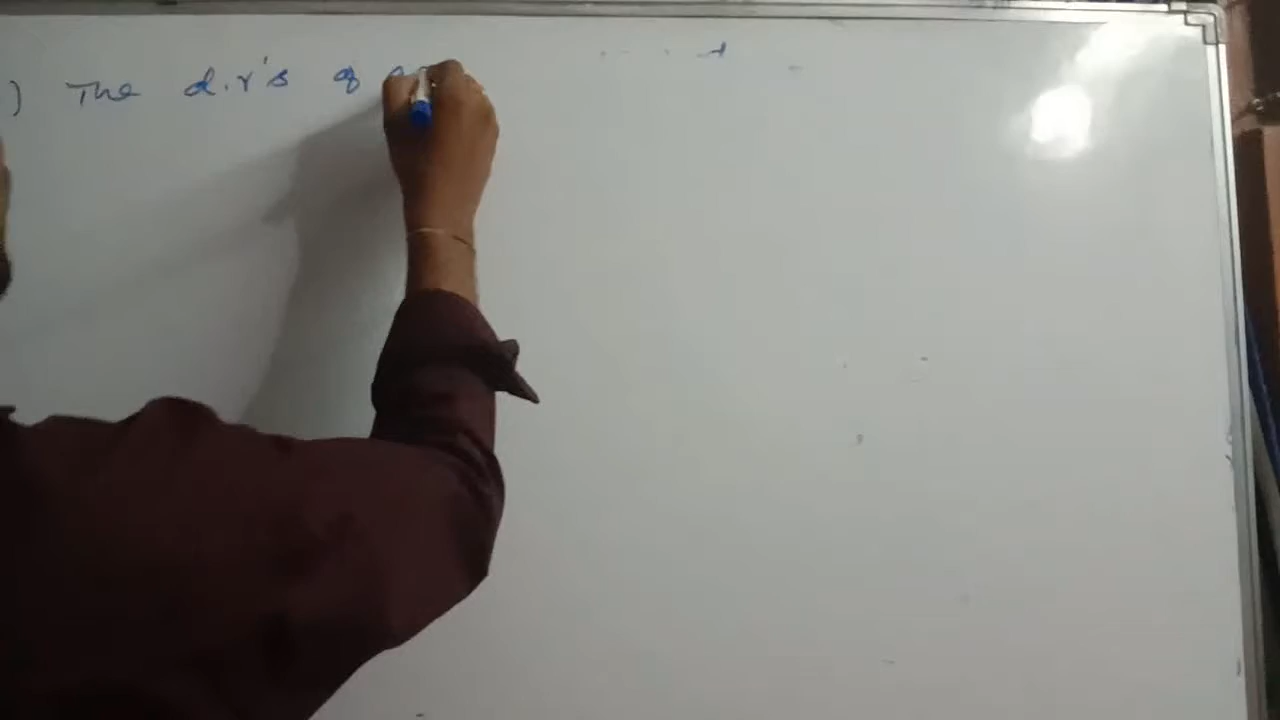 ) The d.r's of